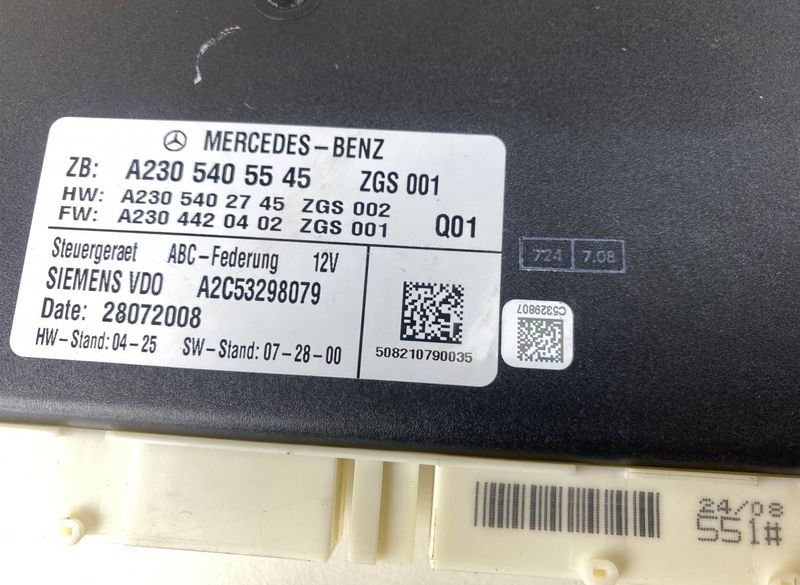 MERCEDES-BENZ
ZB: A230 540 55 45 ZGS 001
HW: A230 540 27 45 ZGS 002
FW: A230 442 04 02 ZGS 001 Q01
Steuergeraet ABC-Federung 12V
SIEMENS VDO A2C53298079
Date: 28072008
HW-Stand: 04-25 SW-Stand: 07-28-00
508210790035
724 7.08
C5329807
24/08
551#